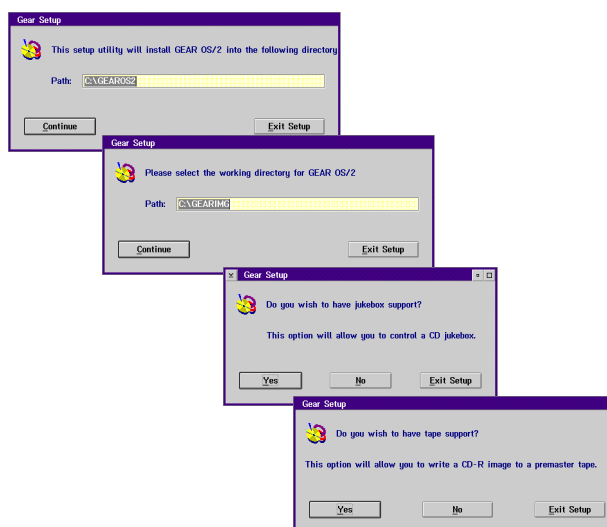 Gear Setup
This setup utility will install GEAR OS/2 into the following directory
Path: C:\GEAROS2
Continue Exit Setup
Gear Setup
Please select the working directory for GEAR OS/2
Path: C:\GEARIMG
Continue Exit Setup
Gear Setup
Do you wish to have jukebox support?
This option will allow you to control a CD jukebox.
Yes No Exit Setup
Gear Setup
Do you wish to have tape support?
This option will allow you to write a CD-R image to a premaster tape.
Yes No Exit Setup